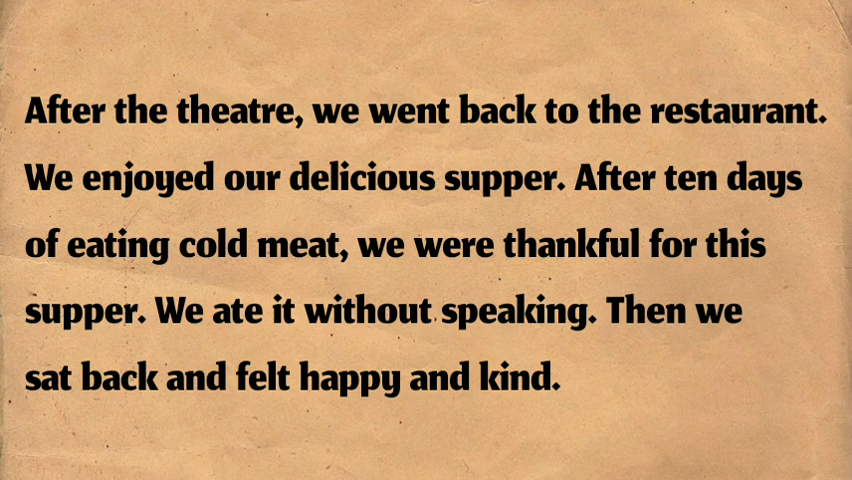 After the theatre, we went back to the restaurant.
We enjoyed our delicious supper. After ten days
of eating cold meat, we were thankful for this
supper. We ate it without speaking. Then we
sat back and felt happy and kind.